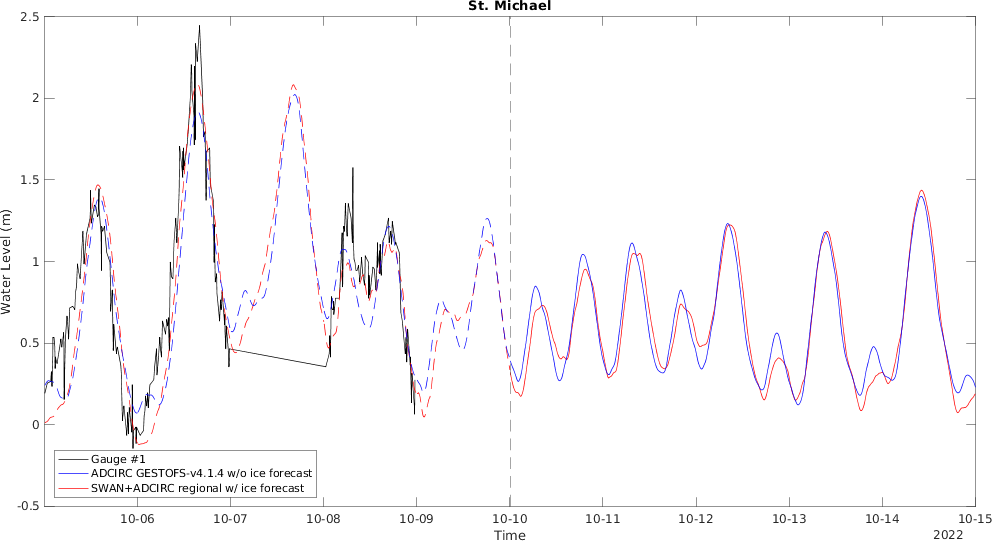 St. Michael
2.5
2
1.5
1
0.5
0
-0.5
Water Level (m)
Gauge #1
ADCIRC GESTOFS-v4.1.4 w/o ice forecast
SWAN+ADCIRC regional w/ ice forecast
10-06 10-07 10-08 10-09 10-10 10-11 10-12 10-13 10-14 10-15
Time
2022